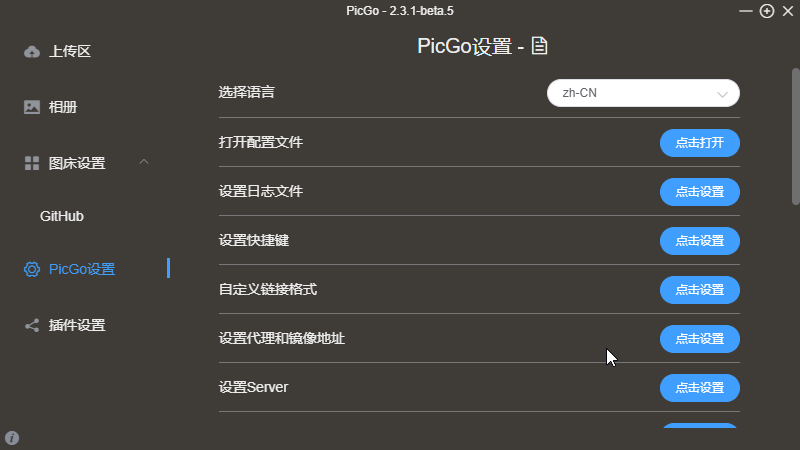 PicGo - 2.3.1-beta.5
上传区
相册
图床设置
GitHub
PicGo设置
插件设置
PicGo设置 -
选择语言
zh-CN
打开配置文件
点击打开
设置日志文件
点击设置
设置快捷键
点击设置
自定义链接格式
点击设置
设置代理和镜像地址
点击设置
设置Server
点击设置